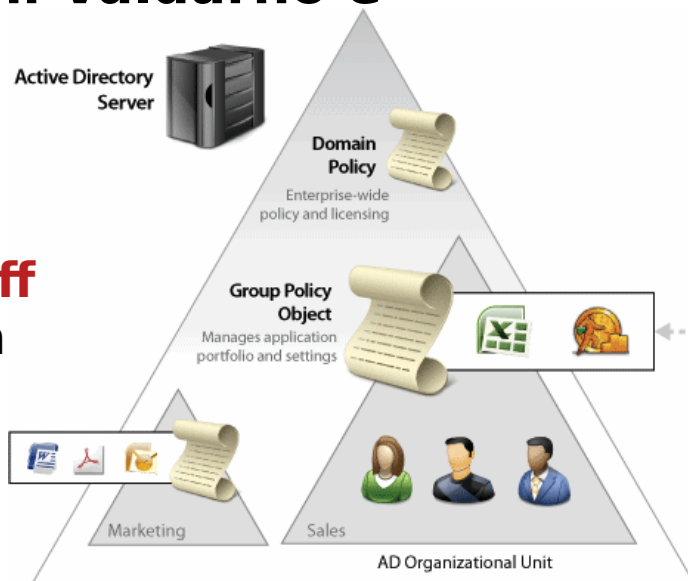 Active Directory
Server
Domain
Policy
Enterprise-wide
policy and licensing
ff
Group Policy
Object
Manages application
portfolio and settings
Marketing
Sales
AD Organizational Unit